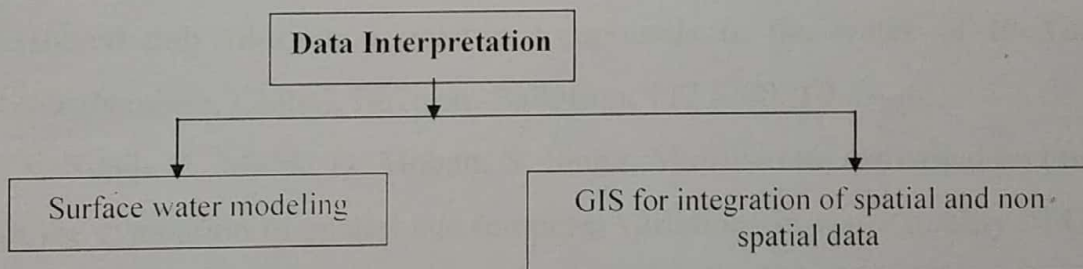 Data Interpretation
Surface water modeling
GIS for integration of spatial and non-
spatial data